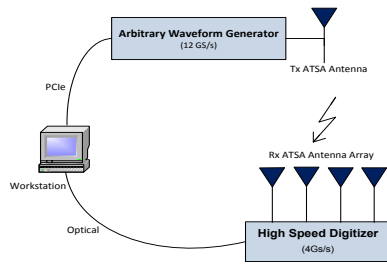 Arbitrary Waveform Generator
(12 GS/s)
Tx ATSA Antenna
PCIe
Rx ATSA Antenna Array
Workstation
Optical
High Speed Digitizer
(4Gs/s)